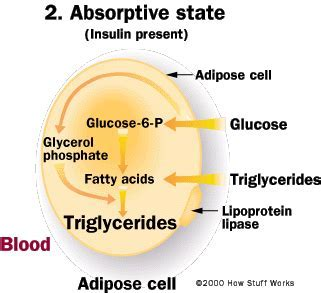 2. Absorptive state
(Insulin present)
Adipose cell
Glucose-6-P
Glucose
Glycerol
phosphate
Fatty acids
Triglycerides
Triglycerides
Lipoprotein
lipase
Blood
Adipose cell
©2000 How Stuff Works